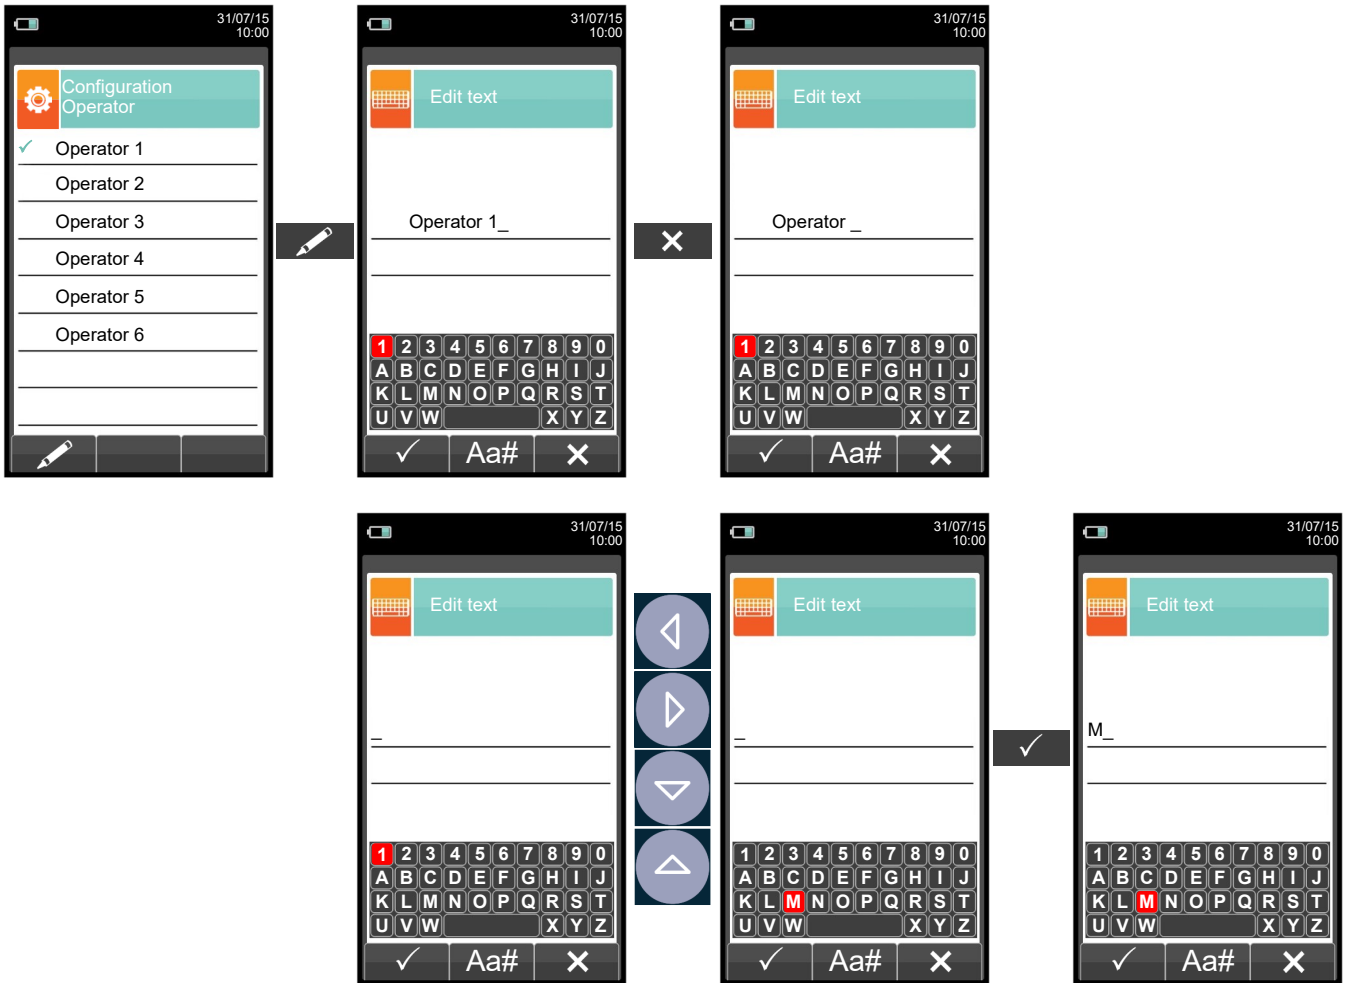 31/07/15
10:00
Configuration
Operator
✓ Operator 1
Operator 2
Operator 3
Operator 4
Operator 5
Operator 6
31/07/15
10:00
Edit text
Operator 1_
1 2 3 4 5 6 7 8 9 0
A B C D E F G H I J
K L M N O P Q R S T
U V W X Y Z
✓ Aa# ✕
✕
31/07/15
10:00
Edit text
Operator _
1 2 3 4 5 6 7 8 9 0
A B C D E F G H I J
K L M N O P Q R S T
U V W X Y Z
✓ Aa# ✕
31/07/15
10:00
Edit text
_
1 2 3 4 5 6 7 8 9 0
A B C D E F G H I J
K L M N O P Q R S T
U V W X Y Z
✓ Aa# ✕
31/07/15
10:00
Edit text
_
1 2 3 4 5 6 7 8 9 0
A B C D E F G H I J
K L M N O P Q R S T
U V W X Y Z
✓ Aa# ✕
✓
31/07/15
10:00
Edit text
M_
1 2 3 4 5 6 7 8 9 0
A B C D E F G H I J
K L M N O P Q R S T
U V W X Y Z
✓ Aa# ✕